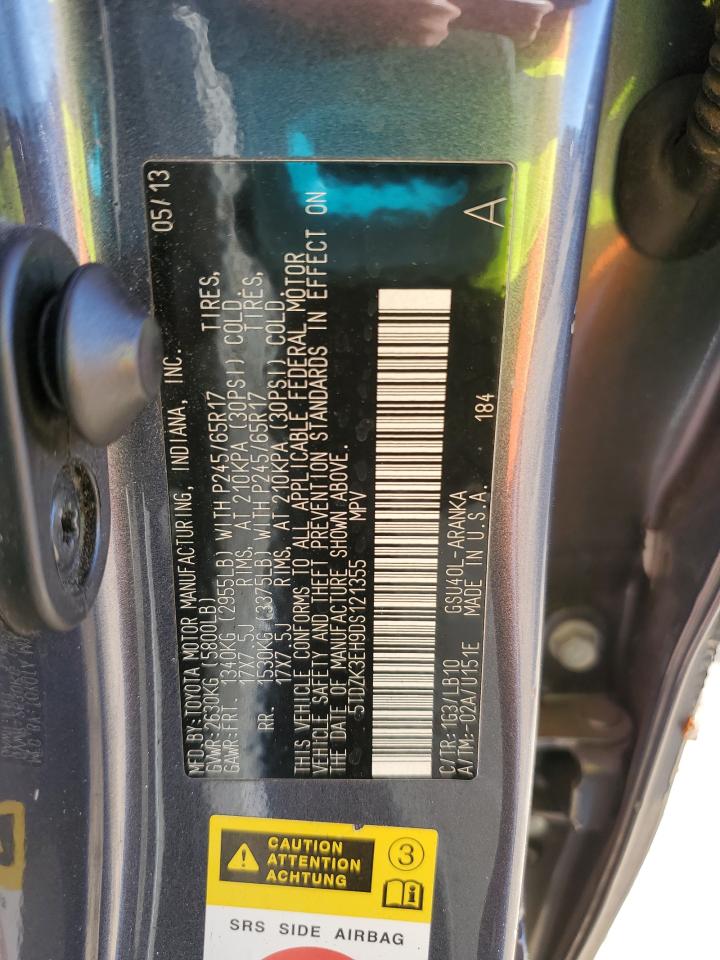 MFD.BY:TOYOTA MOTOR MANUFACTURING, INDIANA, INC. 05/13
GVWR:2630KG (5800LB)
GAWR:FRT. 1340KG (2955LB) WITH P245/65R17 TIRES,
17X7.5J RIMS, AT 210KPA (30PSI) COLD.
RR. 1530KG (3375LB) WITH P245/65R17 TIRES,
17X7.5J RIMS, AT 210KPA (30PSI) COLD
THIS VEHICLE CONFORMS TO ALL APPLICABLE FEDERAL MOTOR
VEHICLE SAFETY AND THEFT PREVENTION STANDARDS IN EFFECT ON
THE DATE OF MANUFACTURE SHOWN ABOVE.
5TDZK3EH9DS121355 MPV
C/TR:1G3/LB10 GSU40L-ARANKA 184 A
A/TM:-02A/U151E MADE IN U.S.A.
CAUTION
ATTENTION
ACHTUNG
3
SRS SIDE AIRBAG